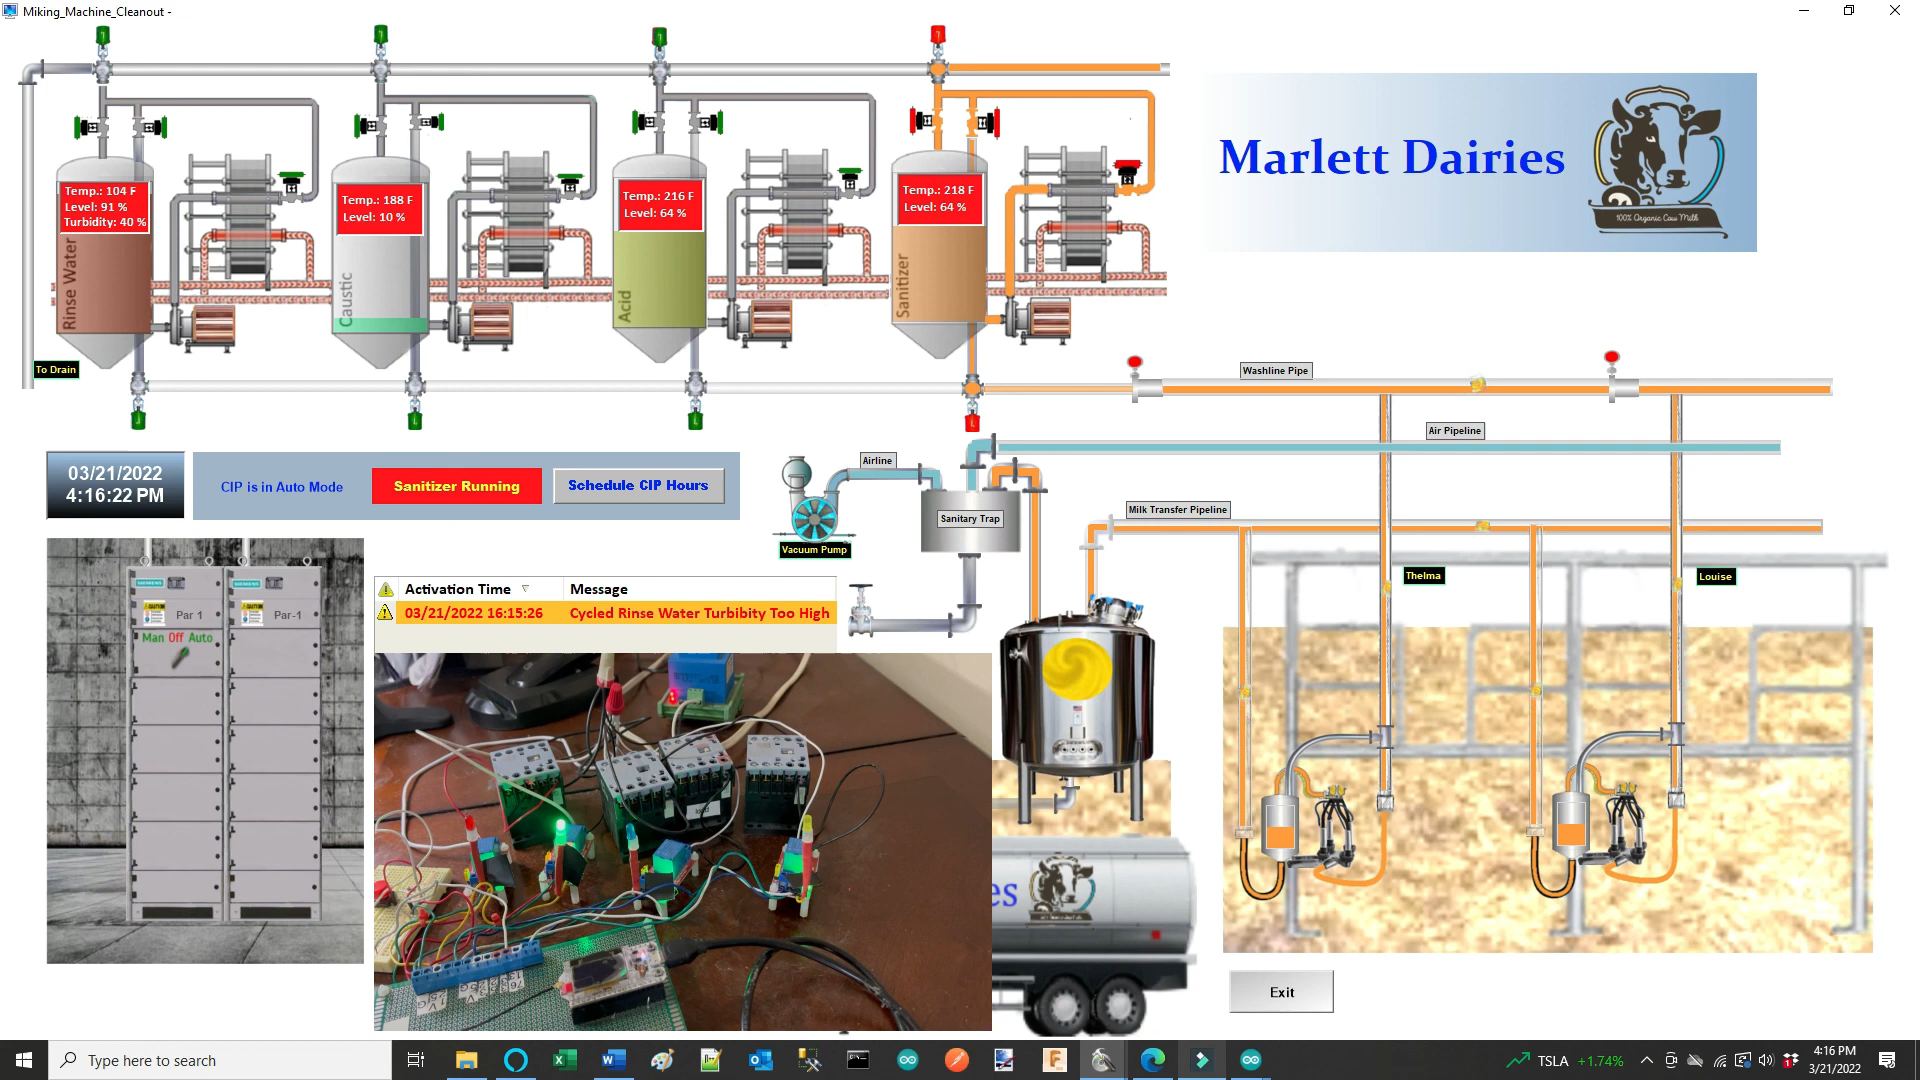 Miking_Machine_Cleanout -
Marlett Dairies
100% Organic Cow Milk
Temp.: 104 F
Level: 91 %
Turbidity: 40 %
Rinse Water
Temp.: 188 F
Level: 10 %
Caustic
Temp.: 216 F
Level: 64 %
Acid
Temp.: 218 F
Level: 64 %
Sanitizer
To Drain
Washline Pipe
Air Pipeline
Airline
03/21/2022
4:16:22 PM
CIP is in Auto Mode
Sanitizer Running
Schedule CIP Hours
Sanitary Trap
Milk Transfer Pipeline
Vacuum Pump
Thelma
Louise
SIEMENS
SIEMENS
Par 1
Par-1
Man Off Auto
Activation Time
Message
03/21/2022 16:15:26
Cycled Rinse Water Turbibity Too High
es
Exit
Type here to search
TSLA +1.74%
4:16 PM
3/21/2022